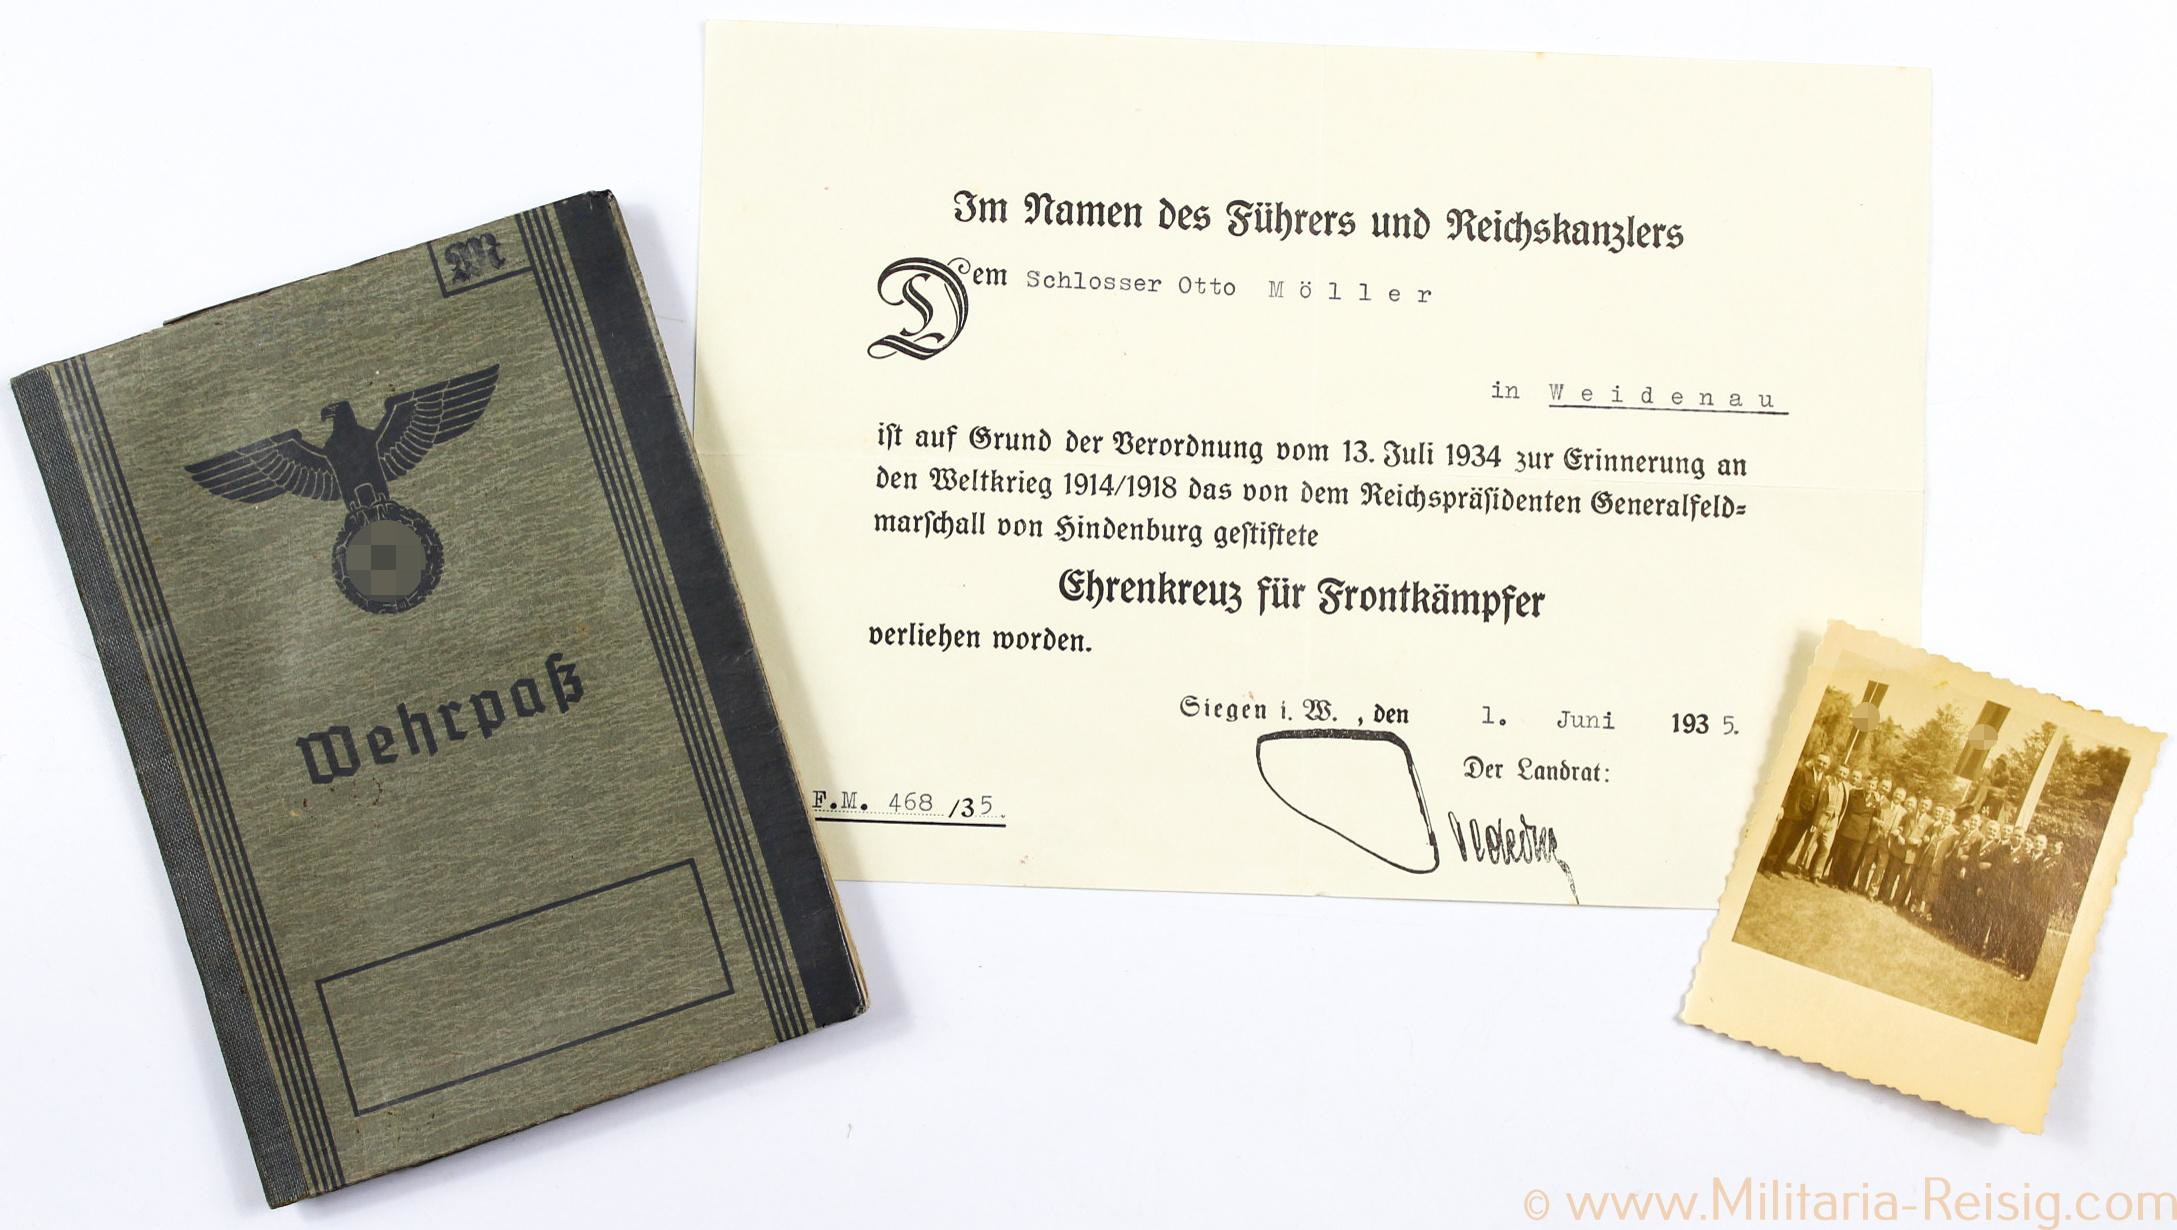 M
Wehrpaß
Im Namen des Führers und Reichskanzlers
Dem Schlosser Otto Möller
in Weidenau
ist auf Grund der Verordnung vom 13. Juli 1934 zur Erinnerung an
den Weltkrieg 1914/1918 das von dem Reichspräsidenten Generalfeld=
marschall von Hindenburg gestiftete
Ehrenkreuz für Frontkämpfer
verliehen worden.
Siegen i. W. , den 1. Juni 1935.
Der Landrat:
F.M. 468 /35.
© www.Militaria-Reisig.com